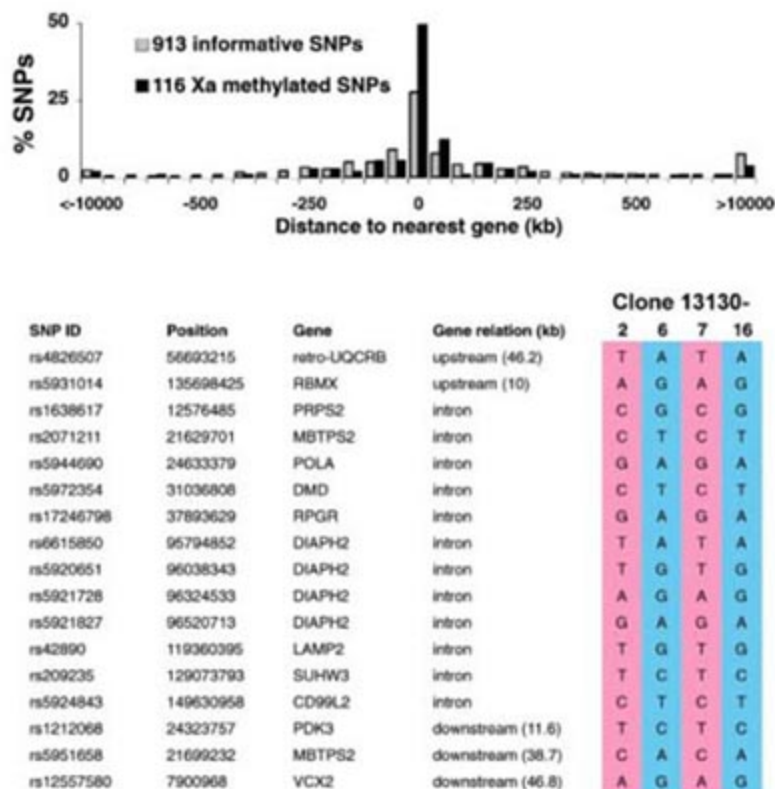 50
913 informative SNPs
116 Xa methylated SNPs
25
% SNPs
0
<-10000 -500 -250 0 250 500 >10000
Distance to nearest gene (kb)
Clone 13130-
SNP ID Position Gene Gene relation (kb) 2 6 7 16
rs4826507 56693215 retro-UQCRB upstream (46.2) T A T A
rs5931014 135698425 RBMX upstream (10) A G A G
rs1638617 12576485 PRPS2 intron C G C G
rs2071211 21629701 MBTPS2 intron C T C T
rs5944690 24633379 POLA intron G A G A
rs5972354 31036808 DMD intron C T C T
rs17246798 37893629 RPGR intron G A G A
rs6615850 95794852 DIAPH2 intron T A T A
rs5920651 96038343 DIAPH2 intron T G T G
rs5921728 96324533 DIAPH2 intron A G A G
rs5921827 96520713 DIAPH2 intron G A G A
rs42890 119360395 LAMP2 intron T G T G
rs209235 129073793 SUHW3 intron T C T C
rs5924843 149630958 CD99L2 intron C T C T
rs1212068 24323757 PDK3 downstream (11.6) T C T C
rs5951658 21699232 MBTPS2 downstream (38.7) C A C A
rs12557580 7900968 VCX2 downstream (46.8) A G A G